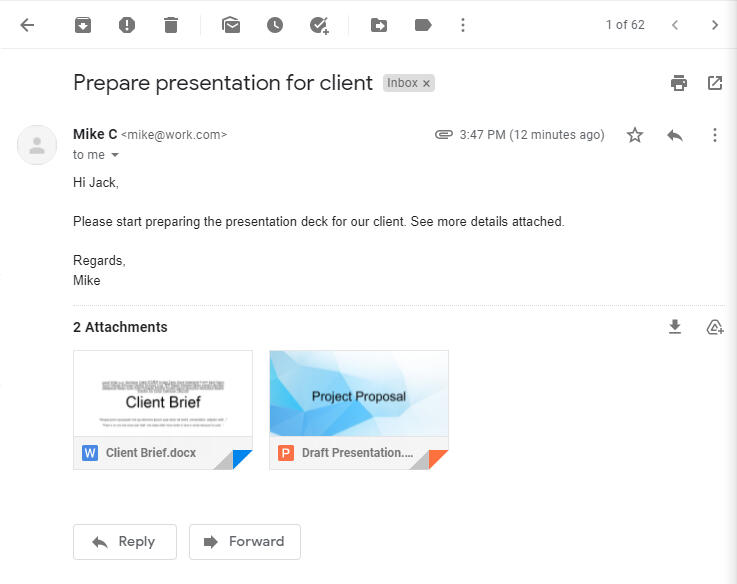 1 of 62
Prepare presentation for client Inbox ×
Mike C <mike@work.com> 3:47 PM (12 minutes ago)
to me
Hi Jack,
Please start preparing the presentation deck for our client. See more details attached.
Regards,
Mike
2 Attachments
Client Brief
Project Proposal
W Client Brief.docx
P Draft Presentation....
Reply
Forward